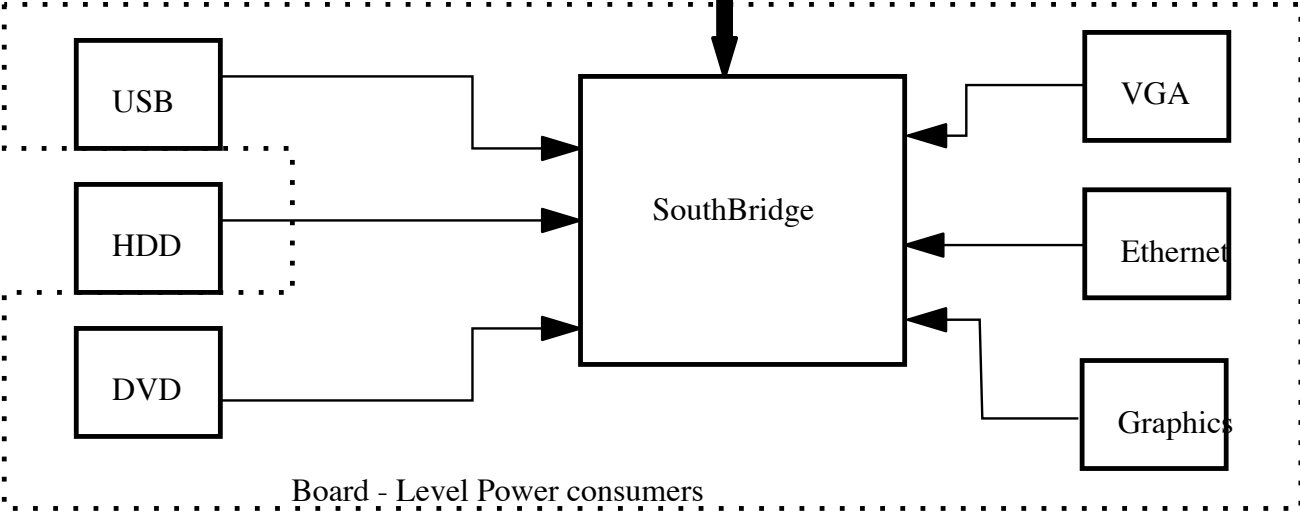 USB
HDD
DVD
SouthBridge
VGA
Ethernet
Graphics
Board - Level Power consumers